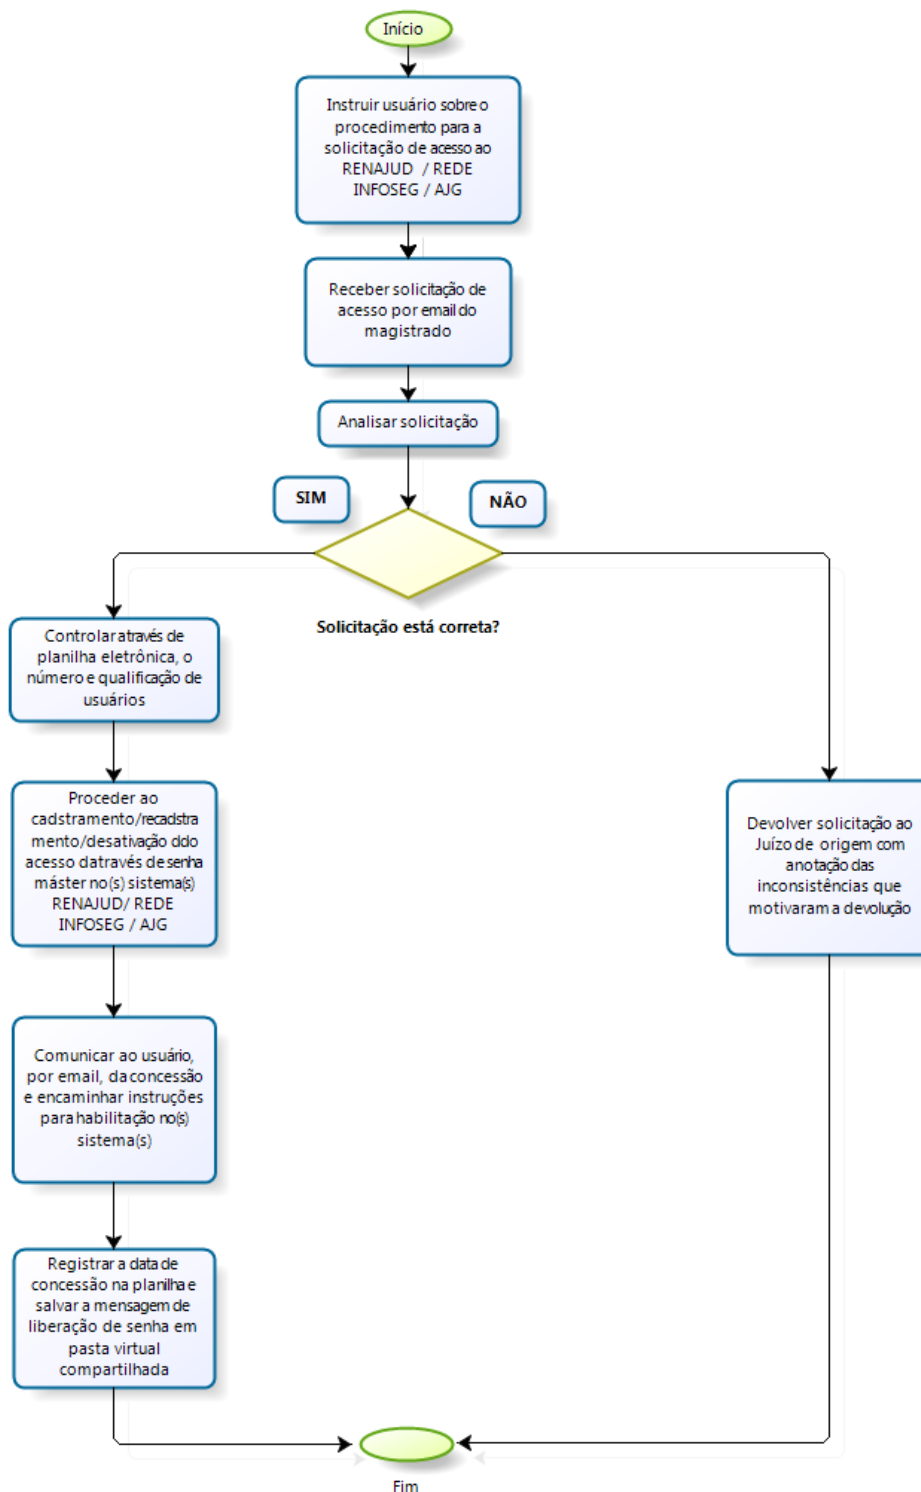 Início
Instruir usuário sobre o
procedimento para a
solicitação de acesso ao
RENAJUD / REDE
INFOSEG / AJG
Receber solicitação de
acesso por email do
magistrado
Analisar solicitação
SIM
NÃO
Solicitação está correta?
Controlar através de
planilha eletrônica, o
número e qualificação de
usuários
Proceder ao
cadstramento/recadstra
mento/desativação dido
acesso datravés de senha
máster no(s) sistema(s)
RENAJUD/ REDE
INFOSEG / AJG
Devolver solicitação ao
Juízo de origem com
anotação das
inconsistências que
motivaram a devolução
Comunicar ao usuário,
por email, da concessão
e encaminhar instruções
para habilitação no(s)
sistema(s)
Registrar a data de
concessão na planilha e
salvar a mensagem de
liberação de senha em
pasta virtual
compartilhada
Fim